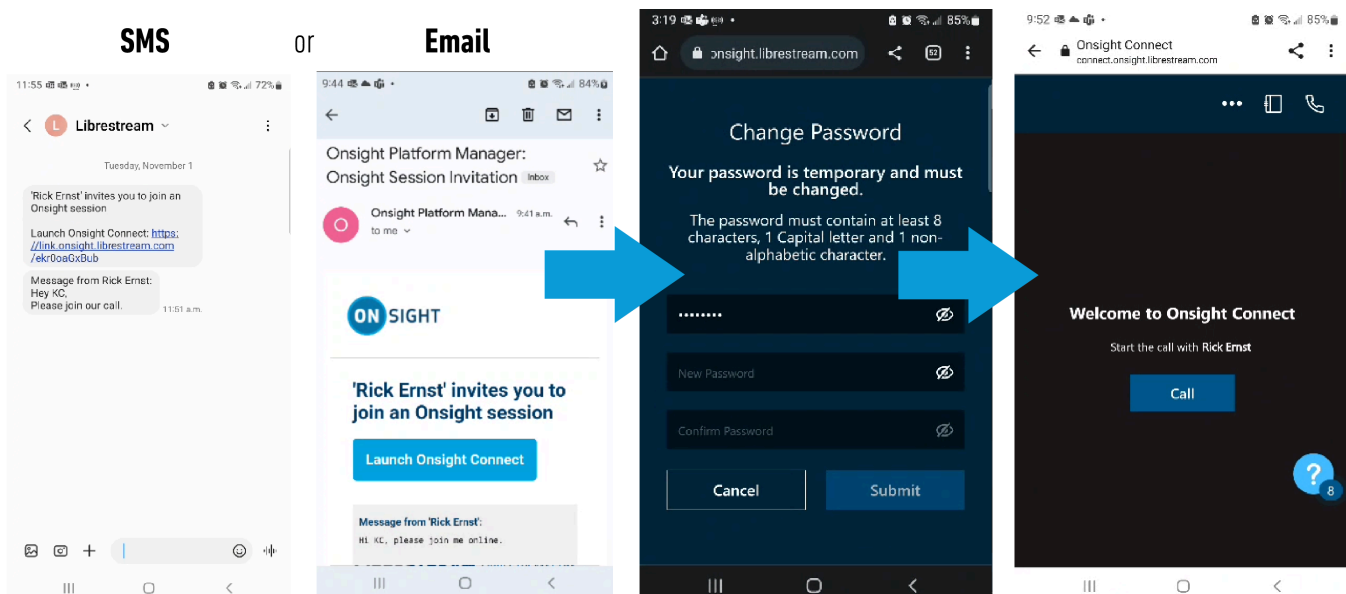 SMS
or
Email
11:55
72%
L
Librestream
Tuesday, November 1
'Rick Ernst' invites you to join an
Onsight session
Launch Onsight Connect: https:
//link.onsight.librestream.com
/ekr0oaGxBub
Message from Rick Ernst:
Hey KC,
Please join our call.
11:51 a.m.
9:44
84%
Onsight Platform Manager:
Onsight Session Invitation
Inbox
O
Onsight Platform Mana...
9:41 a.m.
to me
ON SIGHT
'Rick Ernst' invites you to
join an Onsight session
Launch Onsight Connect
Message from 'Rick Ernst':
Hi KC, please join me online.
3:19
85%
onsight.librestream.com
52
Change Password
Your password is temporary and must
be changed.
The password must contain at least 8
characters, 1 Capital letter and 1 non-
alphabetic character.
••••••••
New Password
Confirm Password
Cancel
Submit
9:52
85%
Onsight Connect
connect.onsight.librestream.com
Welcome to Onsight Connect
Start the call with Rick Ernst
Call
?
8